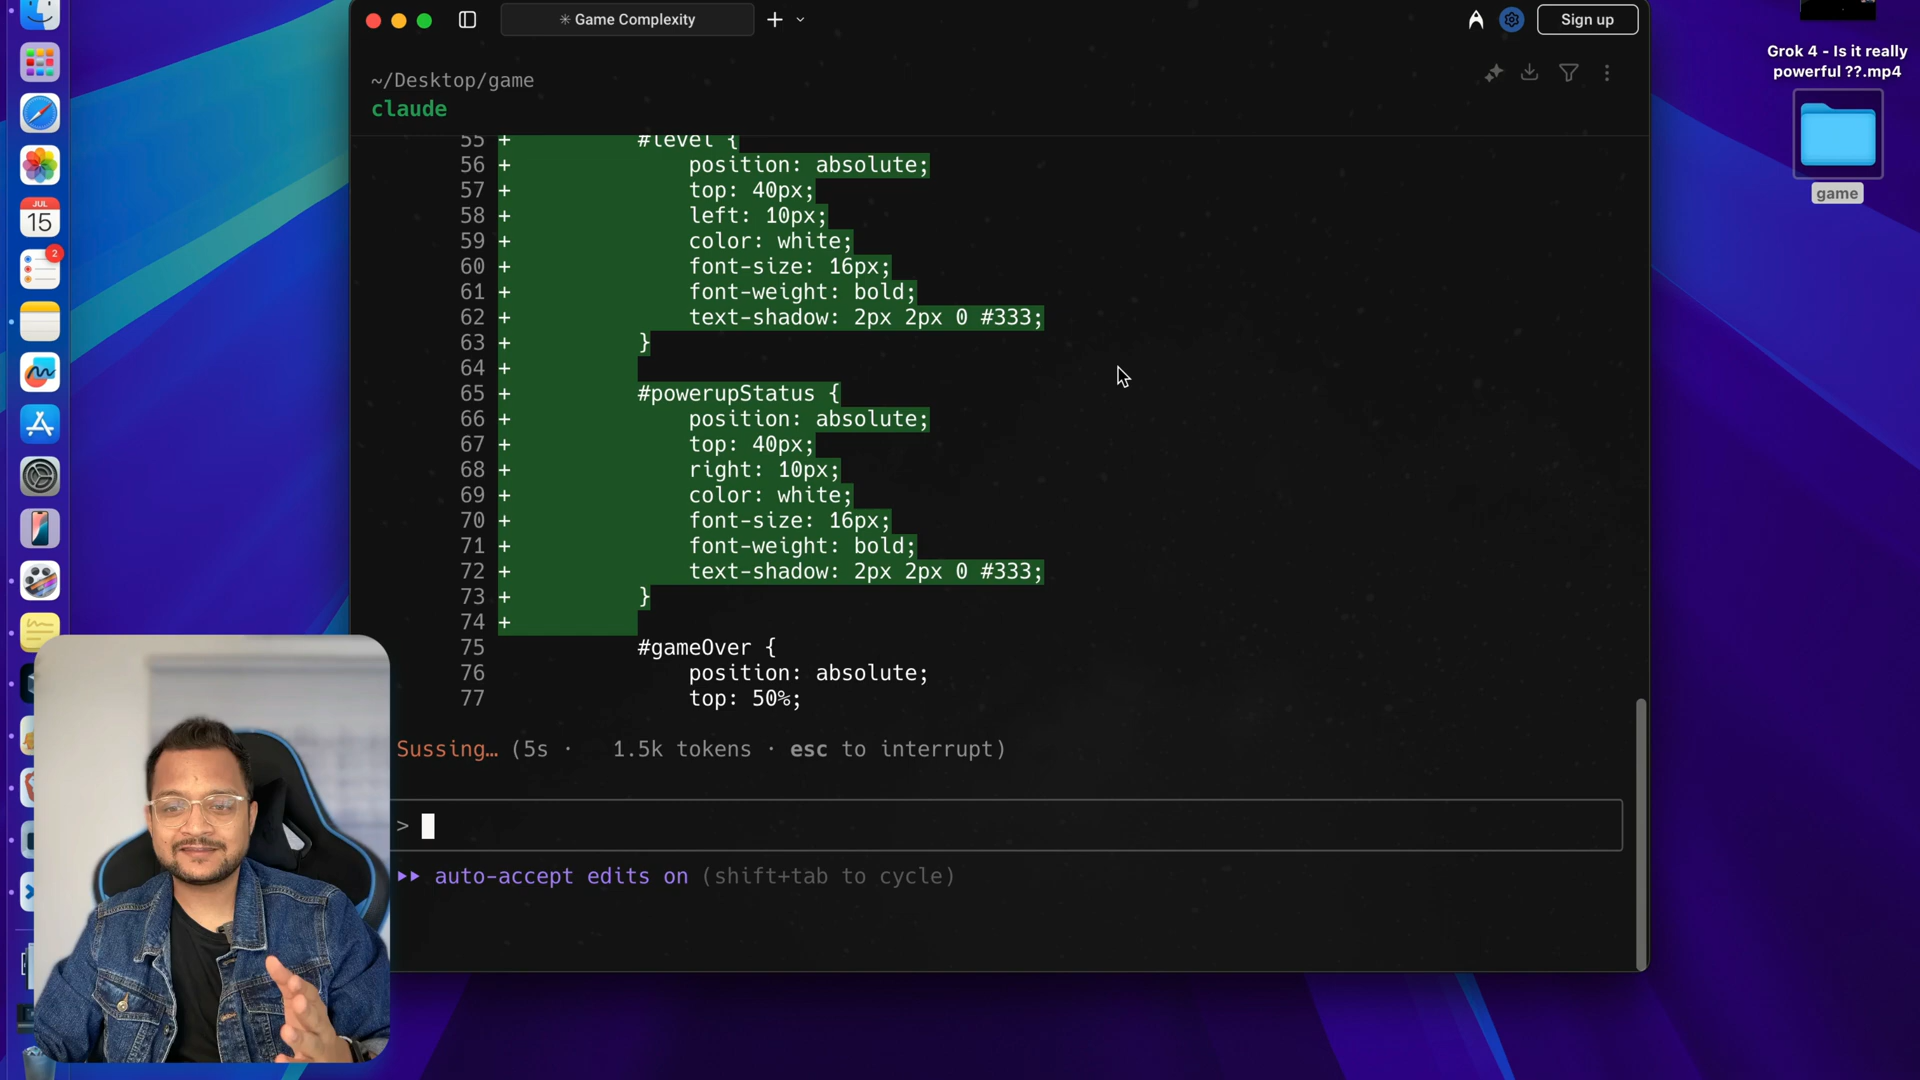 ✳ Game Complexity
Sign up
~/Desktop/game
claude
55 + #level {
56 + position: absolute;
57 + top: 40px;
58 + left: 10px;
59 + color: white;
60 + font-size: 16px;
61 + font-weight: bold;
62 + text-shadow: 2px 2px 0 #333;
63 + }
64 +
65 + #powerupStatus {
66 + position: absolute;
67 + top: 40px;
68 + right: 10px;
69 + color: white;
70 + font-size: 16px;
71 + font-weight: bold;
72 + text-shadow: 2px 2px 0 #333;
73 + }
74 +
75 #gameOver {
76 position: absolute;
77 top: 50%;
Sussing… (5s · 1.5k tokens · esc to interrupt)
>
▸▸ auto-accept edits on (shift+tab to cycle)
Grok 4 - Is it really
powerful ??.mp4
game
JUL
15
2